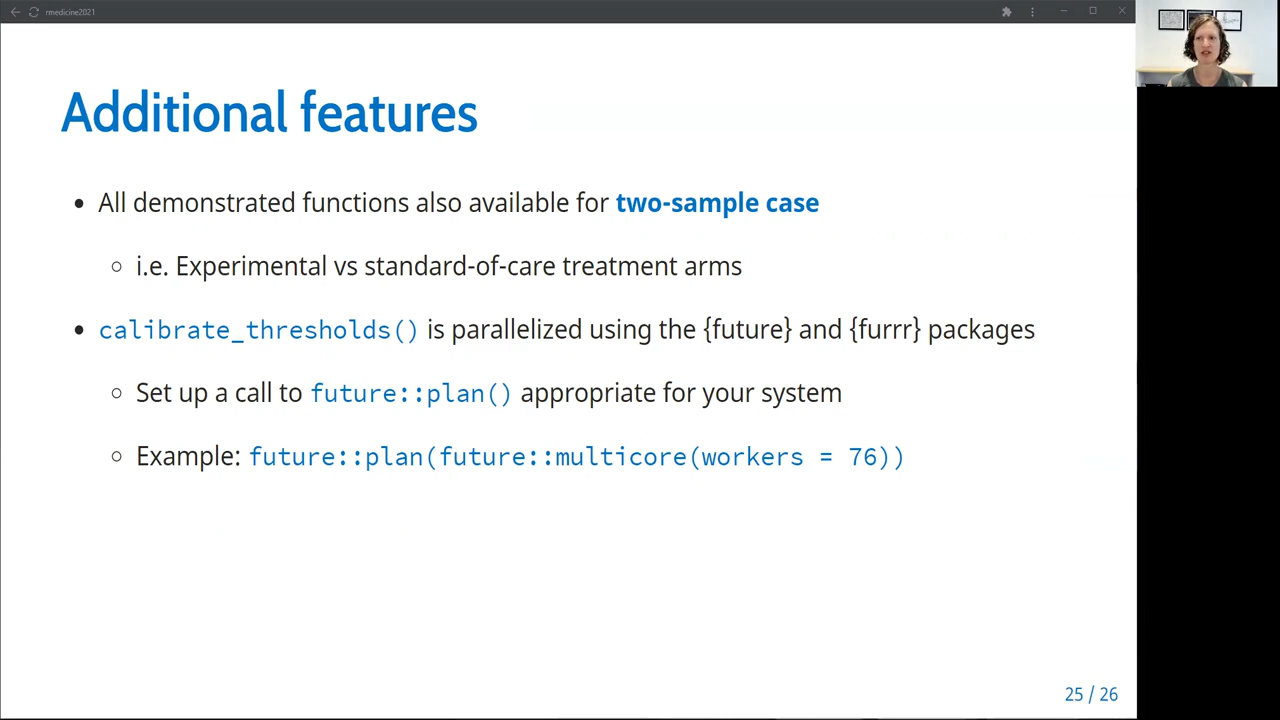 rmedicine2021
Additional features
• All demonstrated functions also available for two-sample case
○ i.e. Experimental vs standard-of-care treatment arms
• calibrate_thresholds() is parallelized using the {future} and {furrr} packages
○ Set up a call to future::plan() appropriate for your system
○ Example: future::plan(future::multicore(workers = 76))
25 / 26